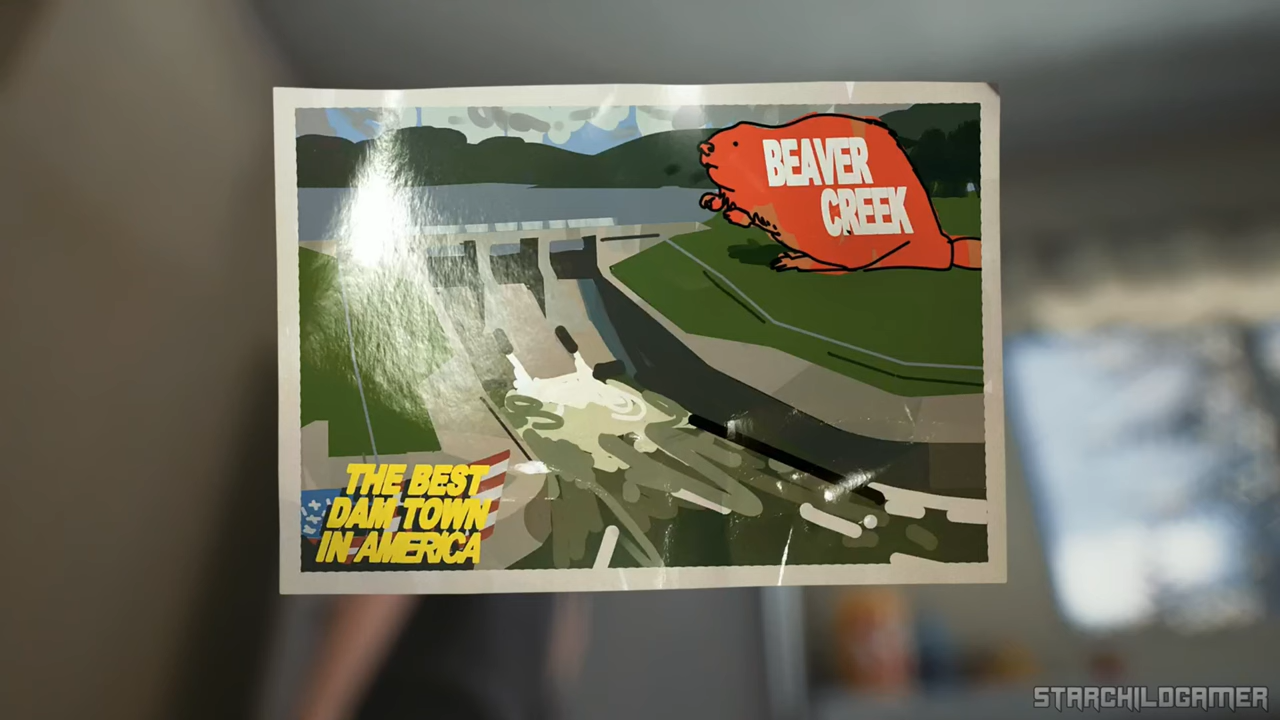 BEAVER
CREEK
THE BEST
DAM TOWN
IN AMERICA
STARCHILDGAMER